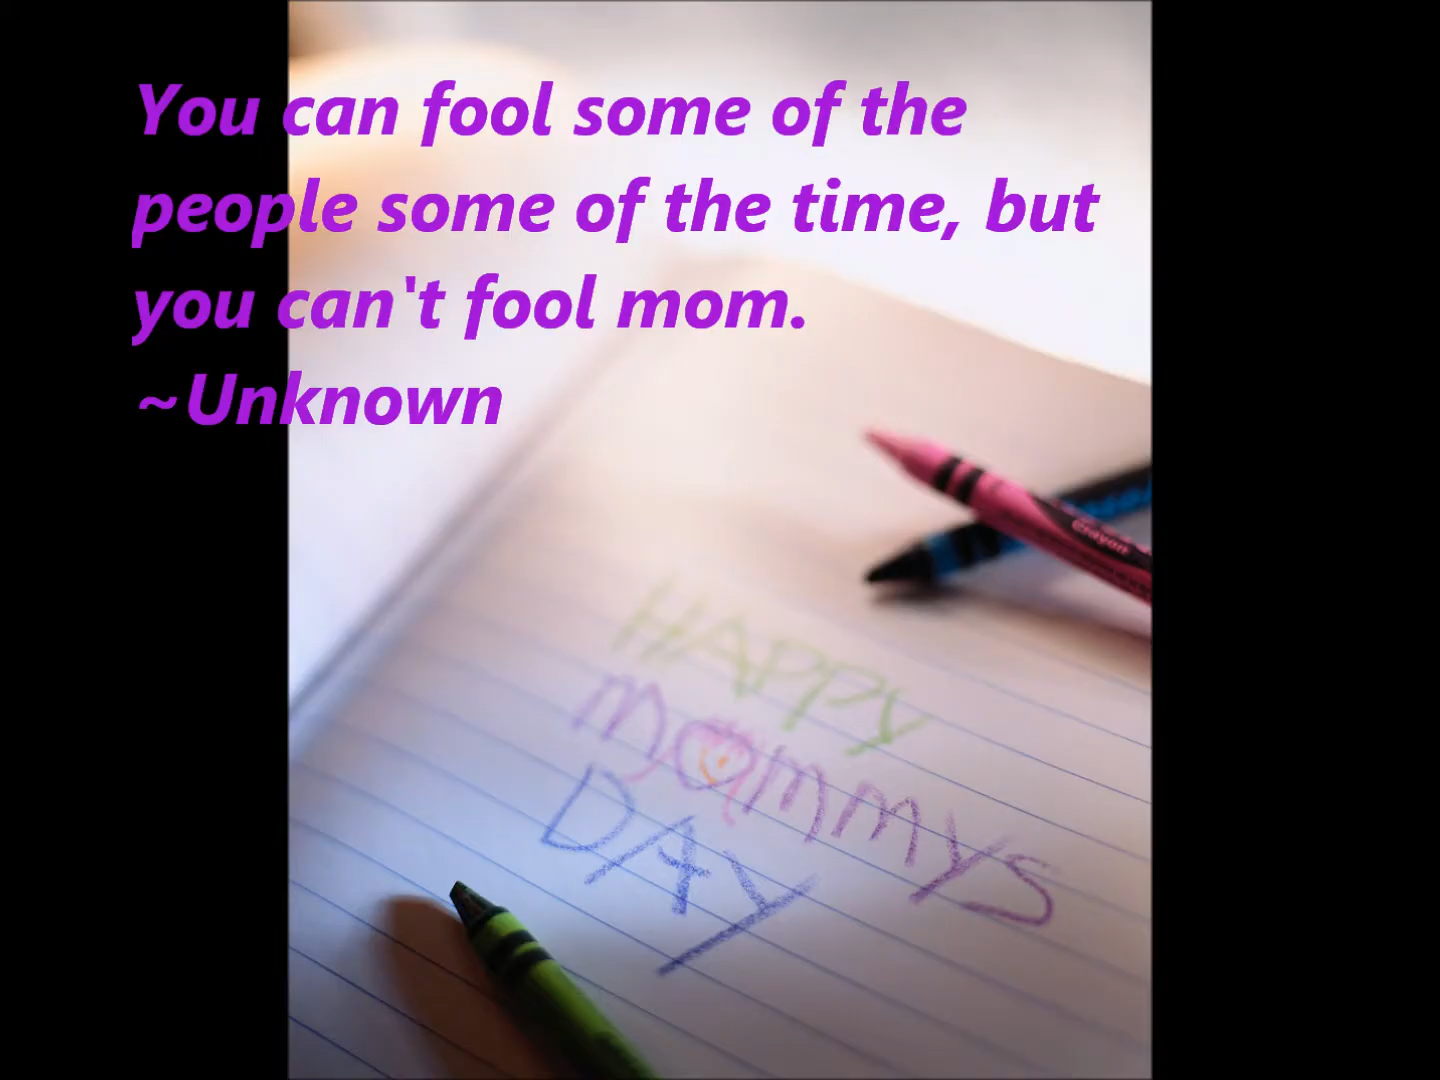 You can fool some of the
people some of the time, but
you can't fool mom.
~Unknown
Crayon
HAPPY
mommys
DAY